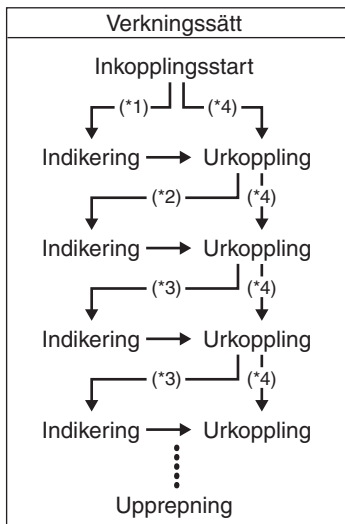 Verkningssätt
Inkopplingsstart
(*1) (*4)
Indikering Urkoppling
(*2) (*4)
Indikering Urkoppling
(*3) (*4)
Indikering Urkoppling
(*3) (*4)
Indikering Urkoppling
Upprepning